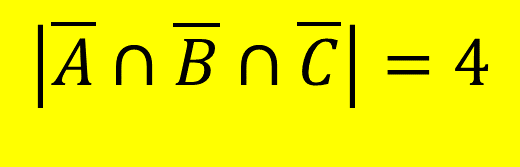 |A̅ ∩ B̅ ∩ C̅| = 4